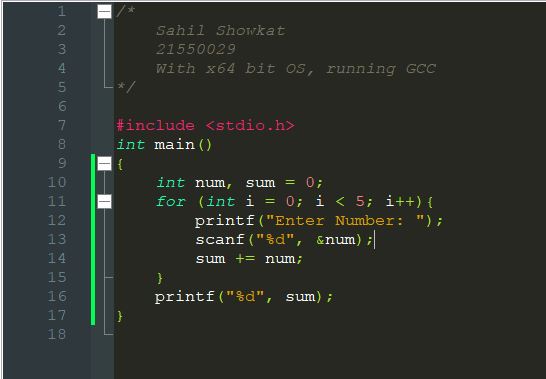 1 /*
2 Sahil Showkat
3 21550029
4 With x64 bit OS, running GCC
5 */
6
7 #include <stdio.h>
8 int main()
9 {
10 int num, sum = 0;
11 for (int i = 0; i < 5; i++){
12 printf("Enter Number: ");
13 scanf("%d", &num);
14 sum += num;
15 }
16 printf("%d", sum);
17 }
18